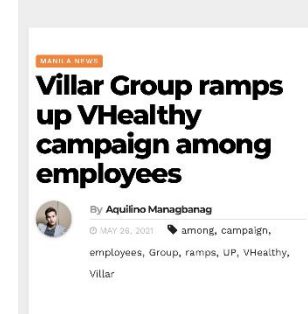 MANILA NEWS
Villar Group ramps
up VHealthy
campaign among
employees
By Aquilino Managbanag
MAY 28, 2021 among, campaign,
employees, Group, ramps, UP, VHealthy,
Villar